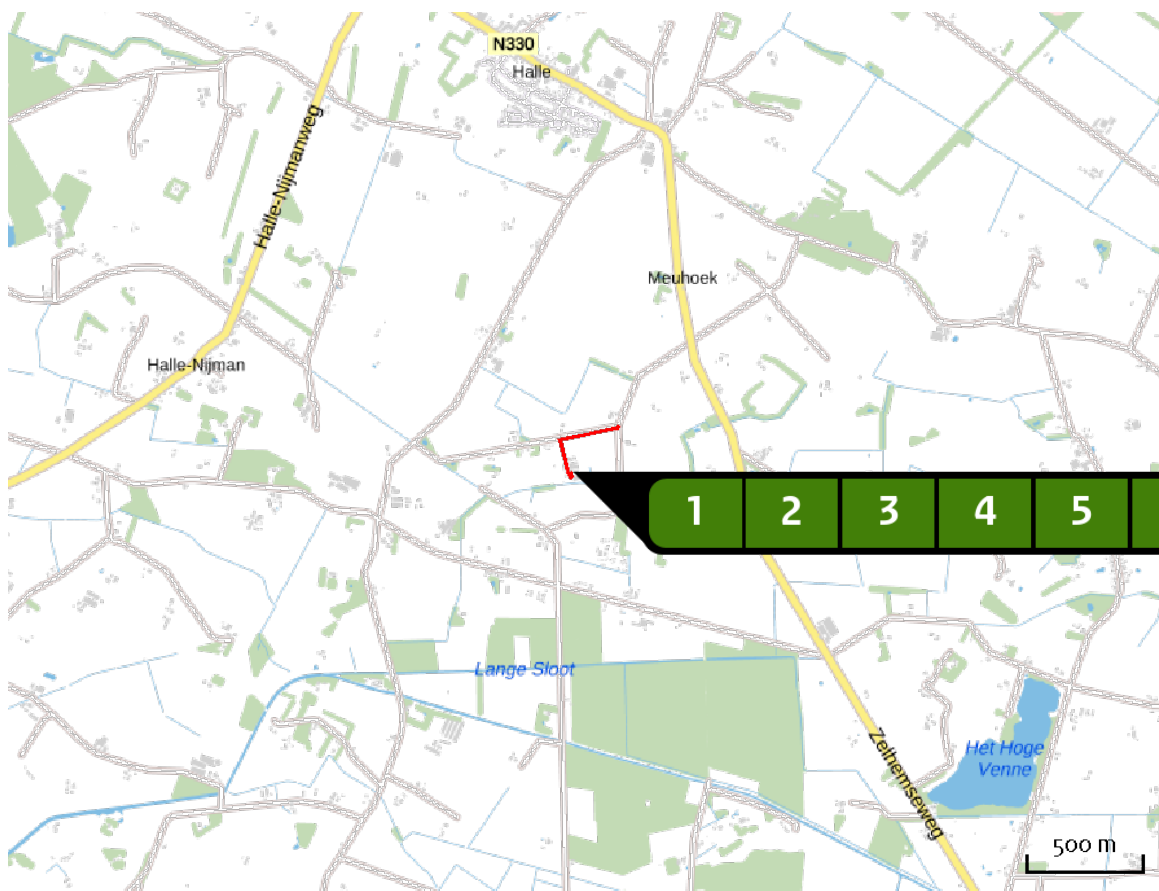 N330
Halle
Halle-Nijmanweg
Meuhoek
Halle-Nijman
1 2 3 4 5
Lange Sloot
Zelhemseweg
Het Hoge
Venne
500 m